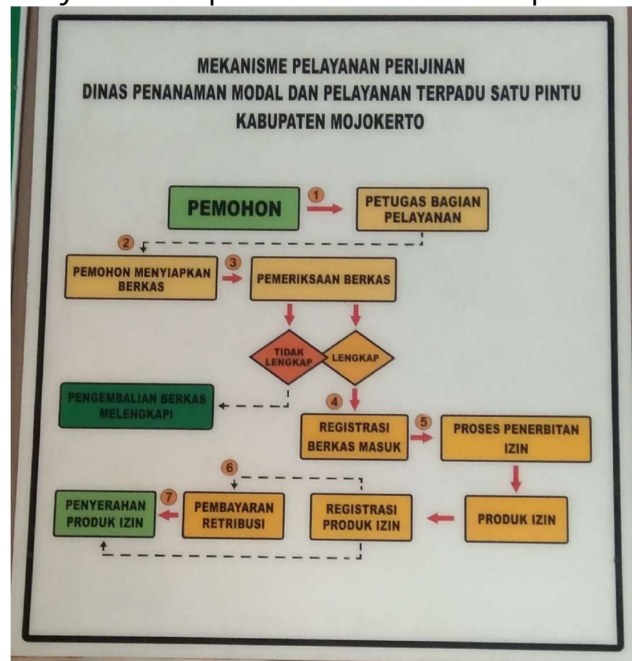 MEKANISME PELAYANAN PERIJINAN
DINAS PENANAMAN MODAL DAN PELAYANAN TERPADU SATU PINTU
KABUPATEN MOJOKERTO
PEMOHON
1
PETUGAS BAGIAN
PELAYANAN
2
PEMOHON MENYIAPKAN
BERKAS
3
PEMERIKSAAN BERKAS
TIDAK
LENGKAP
LENGKAP
PENGEMBALIAN BERKAS
MELENGKAPI
4
REGISTRASI
BERKAS MASUK
5
PROSES PENERBITAN
IZIN
6
PENYERAHAN
PRODUK IZIN
7
PEMBAYARAN
RETRIBUSI
REGISTRASI
PRODUK IZIN
PRODUK IZIN